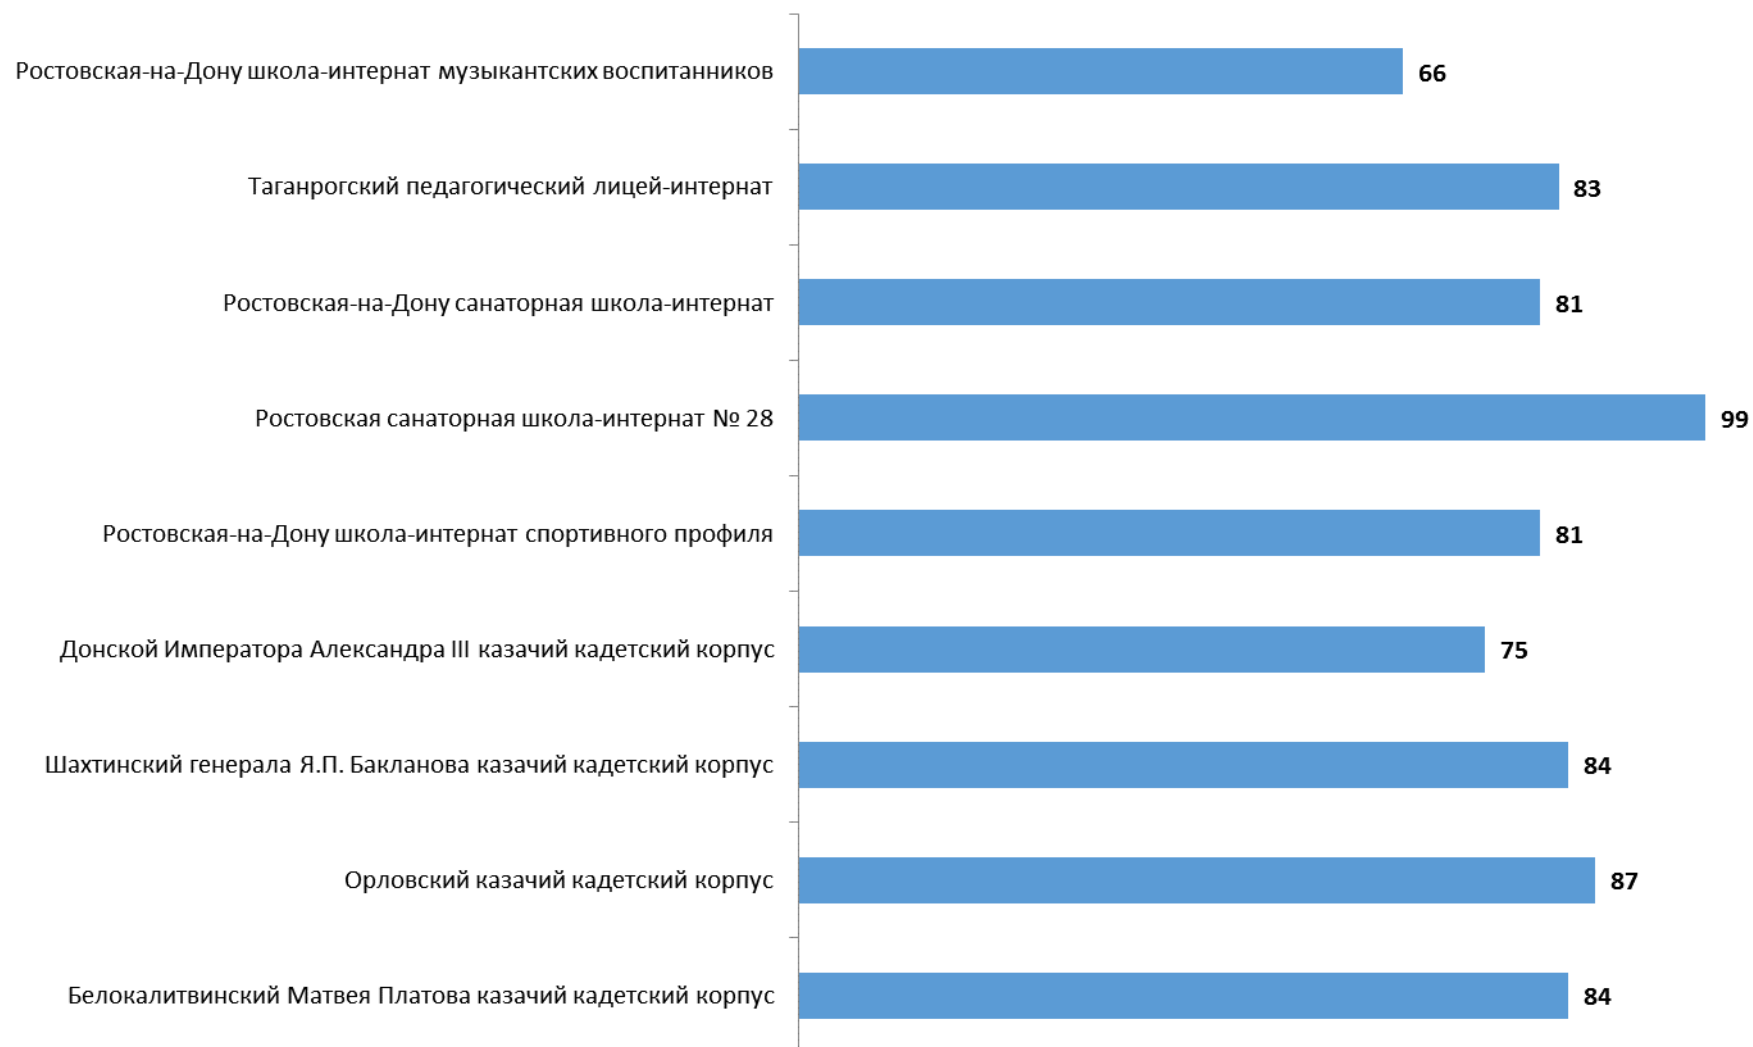 Ростовская-на-Дону школа-интернат музыкантских воспитанников 66
Таганрогский педагогический лицей-интернат 83
Ростовская-на-Дону санаторная школа-интернат 81
Ростовская санаторная школа-интернат № 28 99
Ростовская-на-Дону школа-интернат спортивного профиля 81
Донской Императора Александра III казачий кадетский корпус 75
Шахтинский генерала Я.П. Бакланова казачий кадетский корпус 84
Орловский казачий кадетский корпус 87
Белокалитвинский Матвея Платова казачий кадетский корпус 84